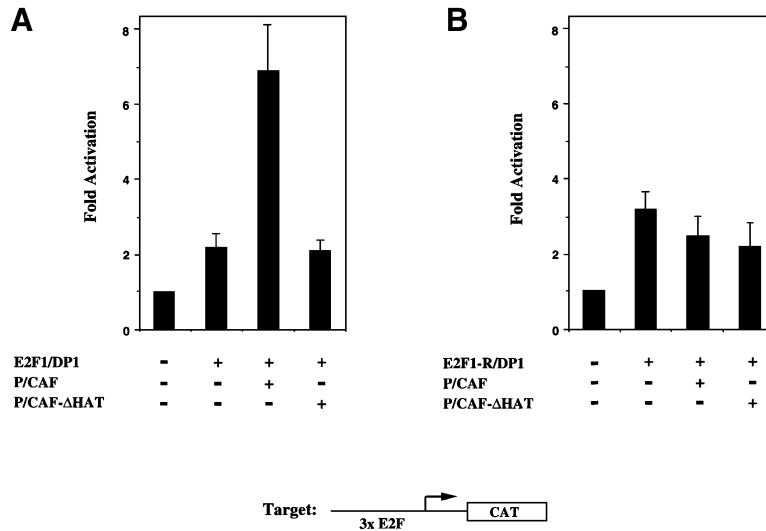 A
Fold Activation
8
6
4
2
0
E2F1/DP1 - + + +
P/CAF - - + -
P/CAF-ΔHAT - - - +
B
Fold Activation
8
6
4
2
0
E2F1-R/DP1 - + + +
P/CAF - - + -
P/CAF-ΔHAT - - - +
Target: 3x E2F CAT